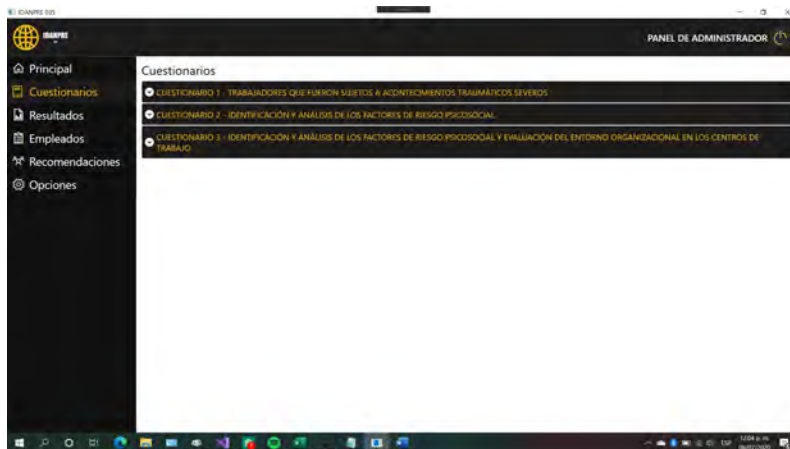 IDANPRE 035
IDANPRE
PANEL DE ADMINISTRADOR
Principal
Cuestionarios
Resultados
Empleados
Recomendaciones
Opciones
Cuestionarios
CUESTIONARIO 1 - TRABAJADORES QUE FUERON SUJETOS A ACONTECIMIENTOS TRAUMÁTICOS SEVEROS
CUESTIONARIO 2 - IDENTIFICACIÓN Y ANÁLISIS DE LOS FACTORES DE RIESGO PSICOSOCIAL
CUESTIONARIO 3 - IDENTIFICACIÓN Y ANÁLISIS DE LOS FACTORES DE RIESGO PSICOSOCIAL Y EVALUACIÓN DEL ENTORNO ORGANIZACIONAL EN LOS CENTROS DE
TRABAJO
ESP
12:04 p. m.